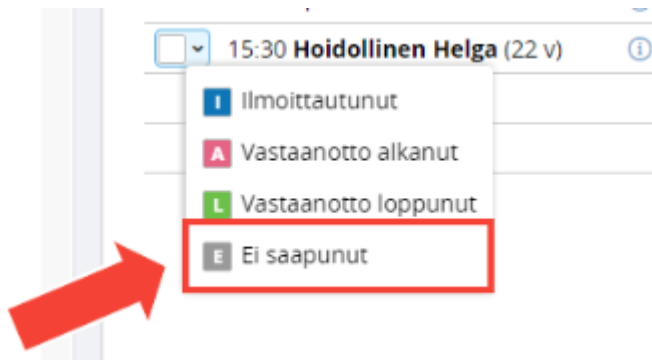 15:30 Hoidollinen Helga (22 v)
I Ilmoittautunut
A Vastaanotto alkanut
L Vastaanotto loppunut
E Ei saapunut